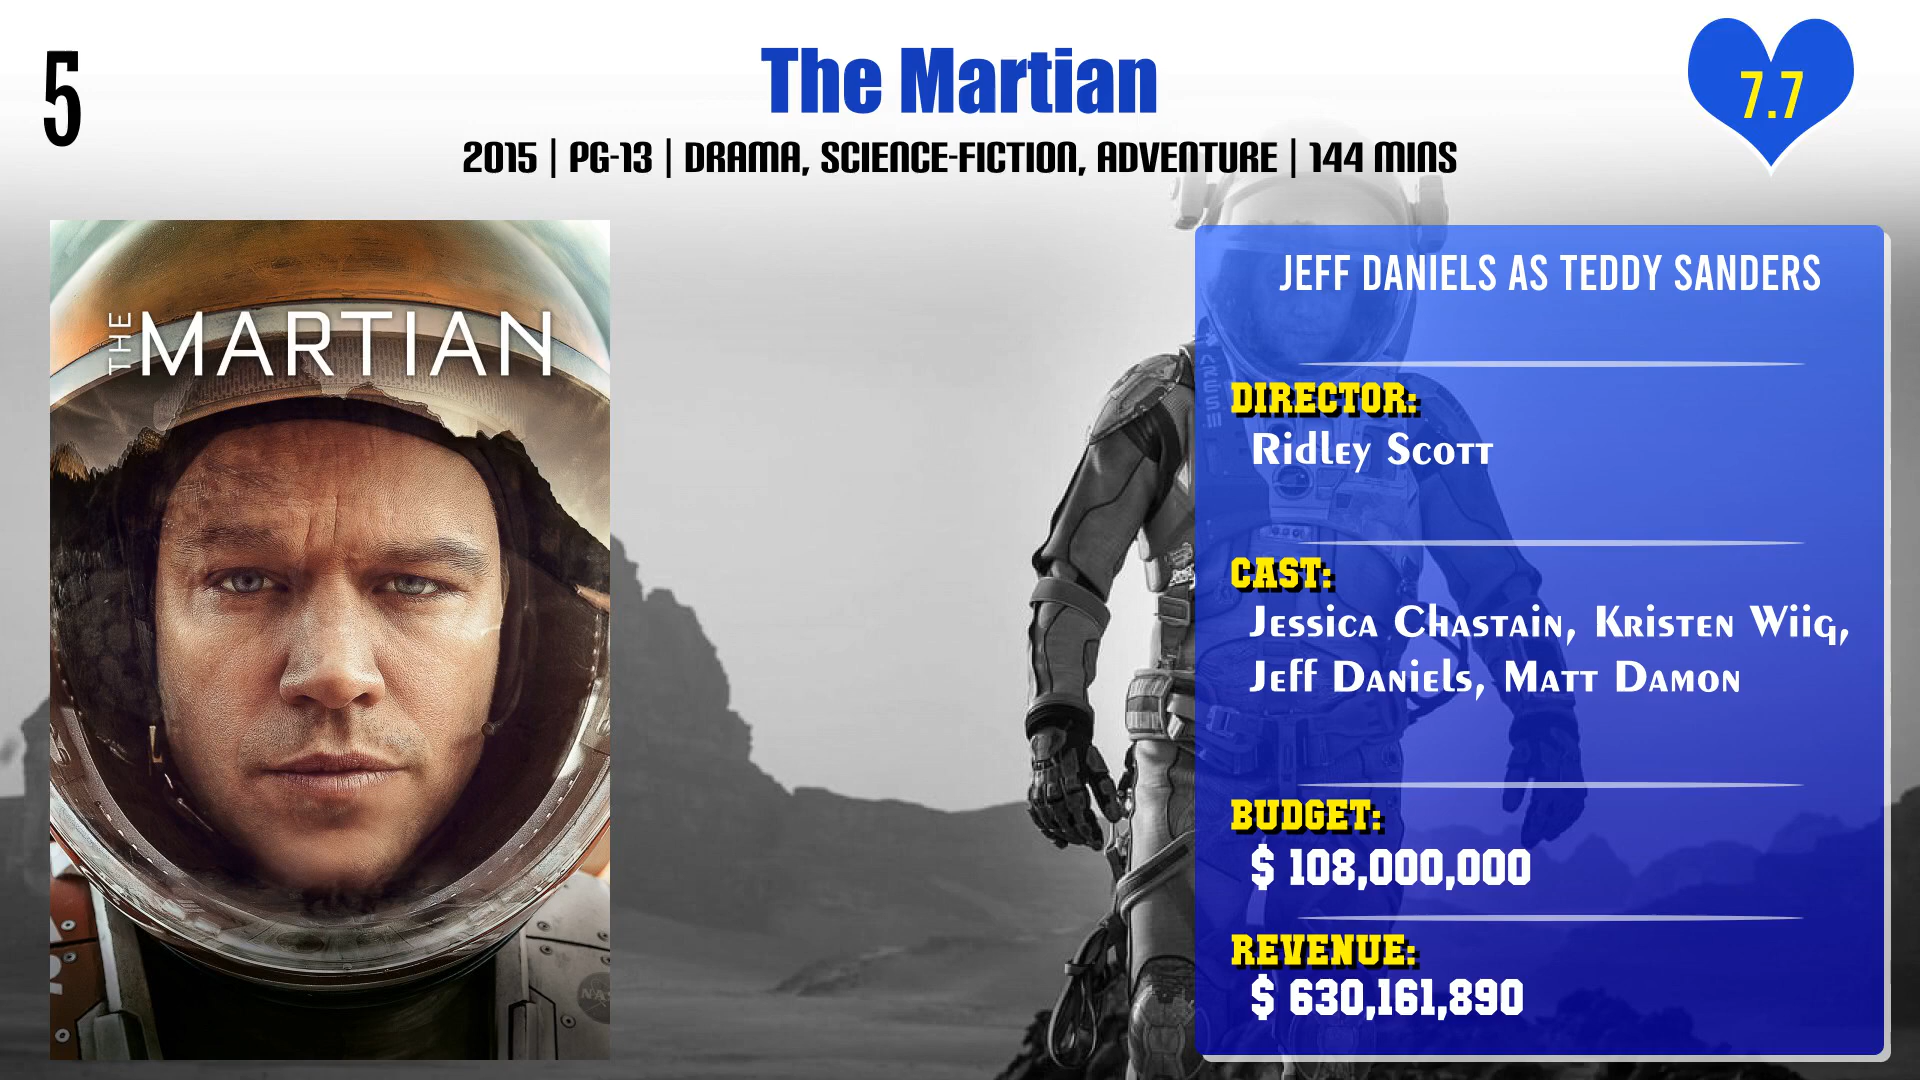 5
The Martian
7.7
2015 | PG-13 | DRAMA, SCIENCE-FICTION, ADVENTURE | 144 MINS
THE MARTIAN
JEFF DANIELS AS TEDDY SANDERS
DIRECTOR:
Ridley Scott
CAST:
Jessica Chastain, Kristen Wiig,
Jeff Daniels, Matt Damon
BUDGET:
$ 108,000,000
REVENUE:
$ 630,161,890